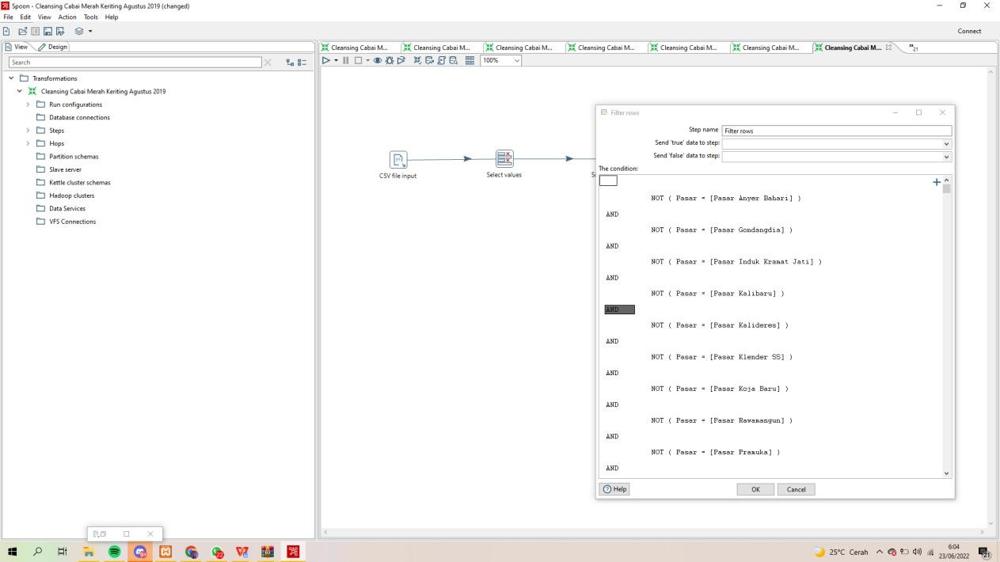 Spoon - Cleansing Cabai Merah Keriting Agustus 2019 (changed)
File Edit View Action Tools Help
Connect
View Design
Search
Transformations
Cleansing Cabai Merah Keriting Agustus 2019
Run configurations
Database connections
Steps
Hops
Partition schemas
Slave server
Kettle cluster schemas
Hadoop clusters
Data Services
VFS Connections
Cleansing Cabai M... Cleansing Cabai M... Cleansing Cabai M... Cleansing Cabai M... Cleansing Cabai M... Cleansing Cabai M... Cleansing Cabai M... 21
100%
CSV file input
Select values
Filter rows
Step name Filter rows
Send 'true' data to step:
Send 'false' data to step:
The condition:
NOT ( Pasar = [Pasar Anyer Bahari] )
AND
NOT ( Pasar = [Pasar Gondangdia] )
AND
NOT ( Pasar = [Pasar Induk Kramat Jati] )
AND
NOT ( Pasar = [Pasar Kalibaru] )
AND
NOT ( Pasar = [Pasar Kalideres] )
AND
NOT ( Pasar = [Pasar Klender SS] )
AND
NOT ( Pasar = [Pasar Koja Baru] )
AND
NOT ( Pasar = [Pasar Rawamangun] )
AND
NOT ( Pasar = [Pasar Pramuka] )
AND
Help OK Cancel
25°C Cerah
6:04
23/06/2022
21